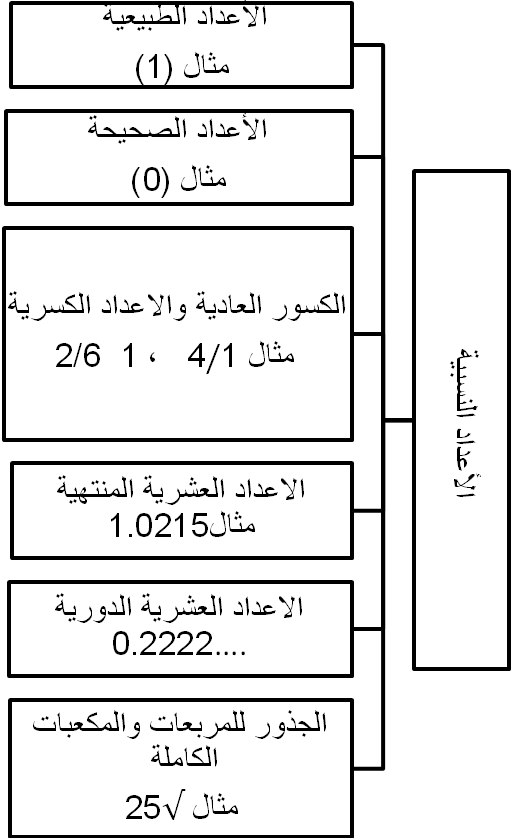 الأعداد النسبية
الأعداد الطبيعية
مثال (1)
الأعداد الصحيحة
مثال (0)
الكسور العادية والاعداد الكسرية
مثال 4/1 ، 1 2/6
الاعداد العشرية المنتهية
مثال1.0215
الاعداد العشرية الدورية
0.2222....
الجذور للمربعات والمكعبات
الكاملة
مثال √25